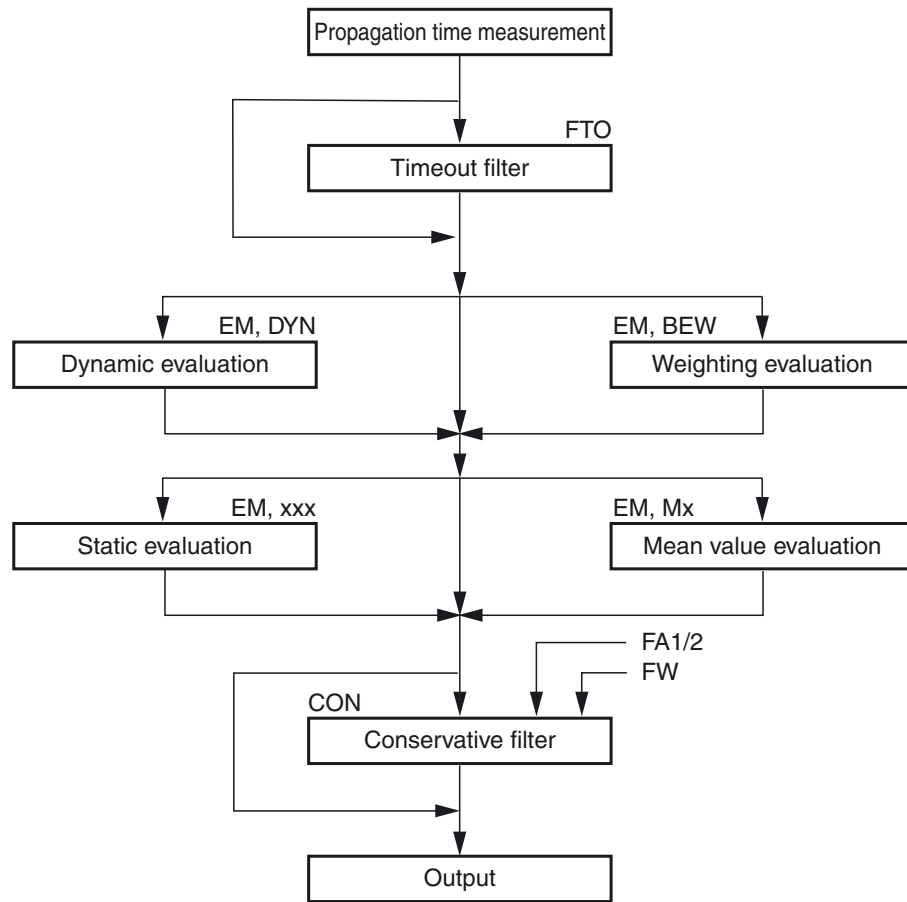 Propagation time measurement
FTO
Timeout filter
EM, DYN
EM, BEW
Dynamic evaluation
Weighting evaluation
EM, xxx
EM, Mx
Static evaluation
Mean value evaluation
FA1/2
FW
CON
Conservative filter
Output